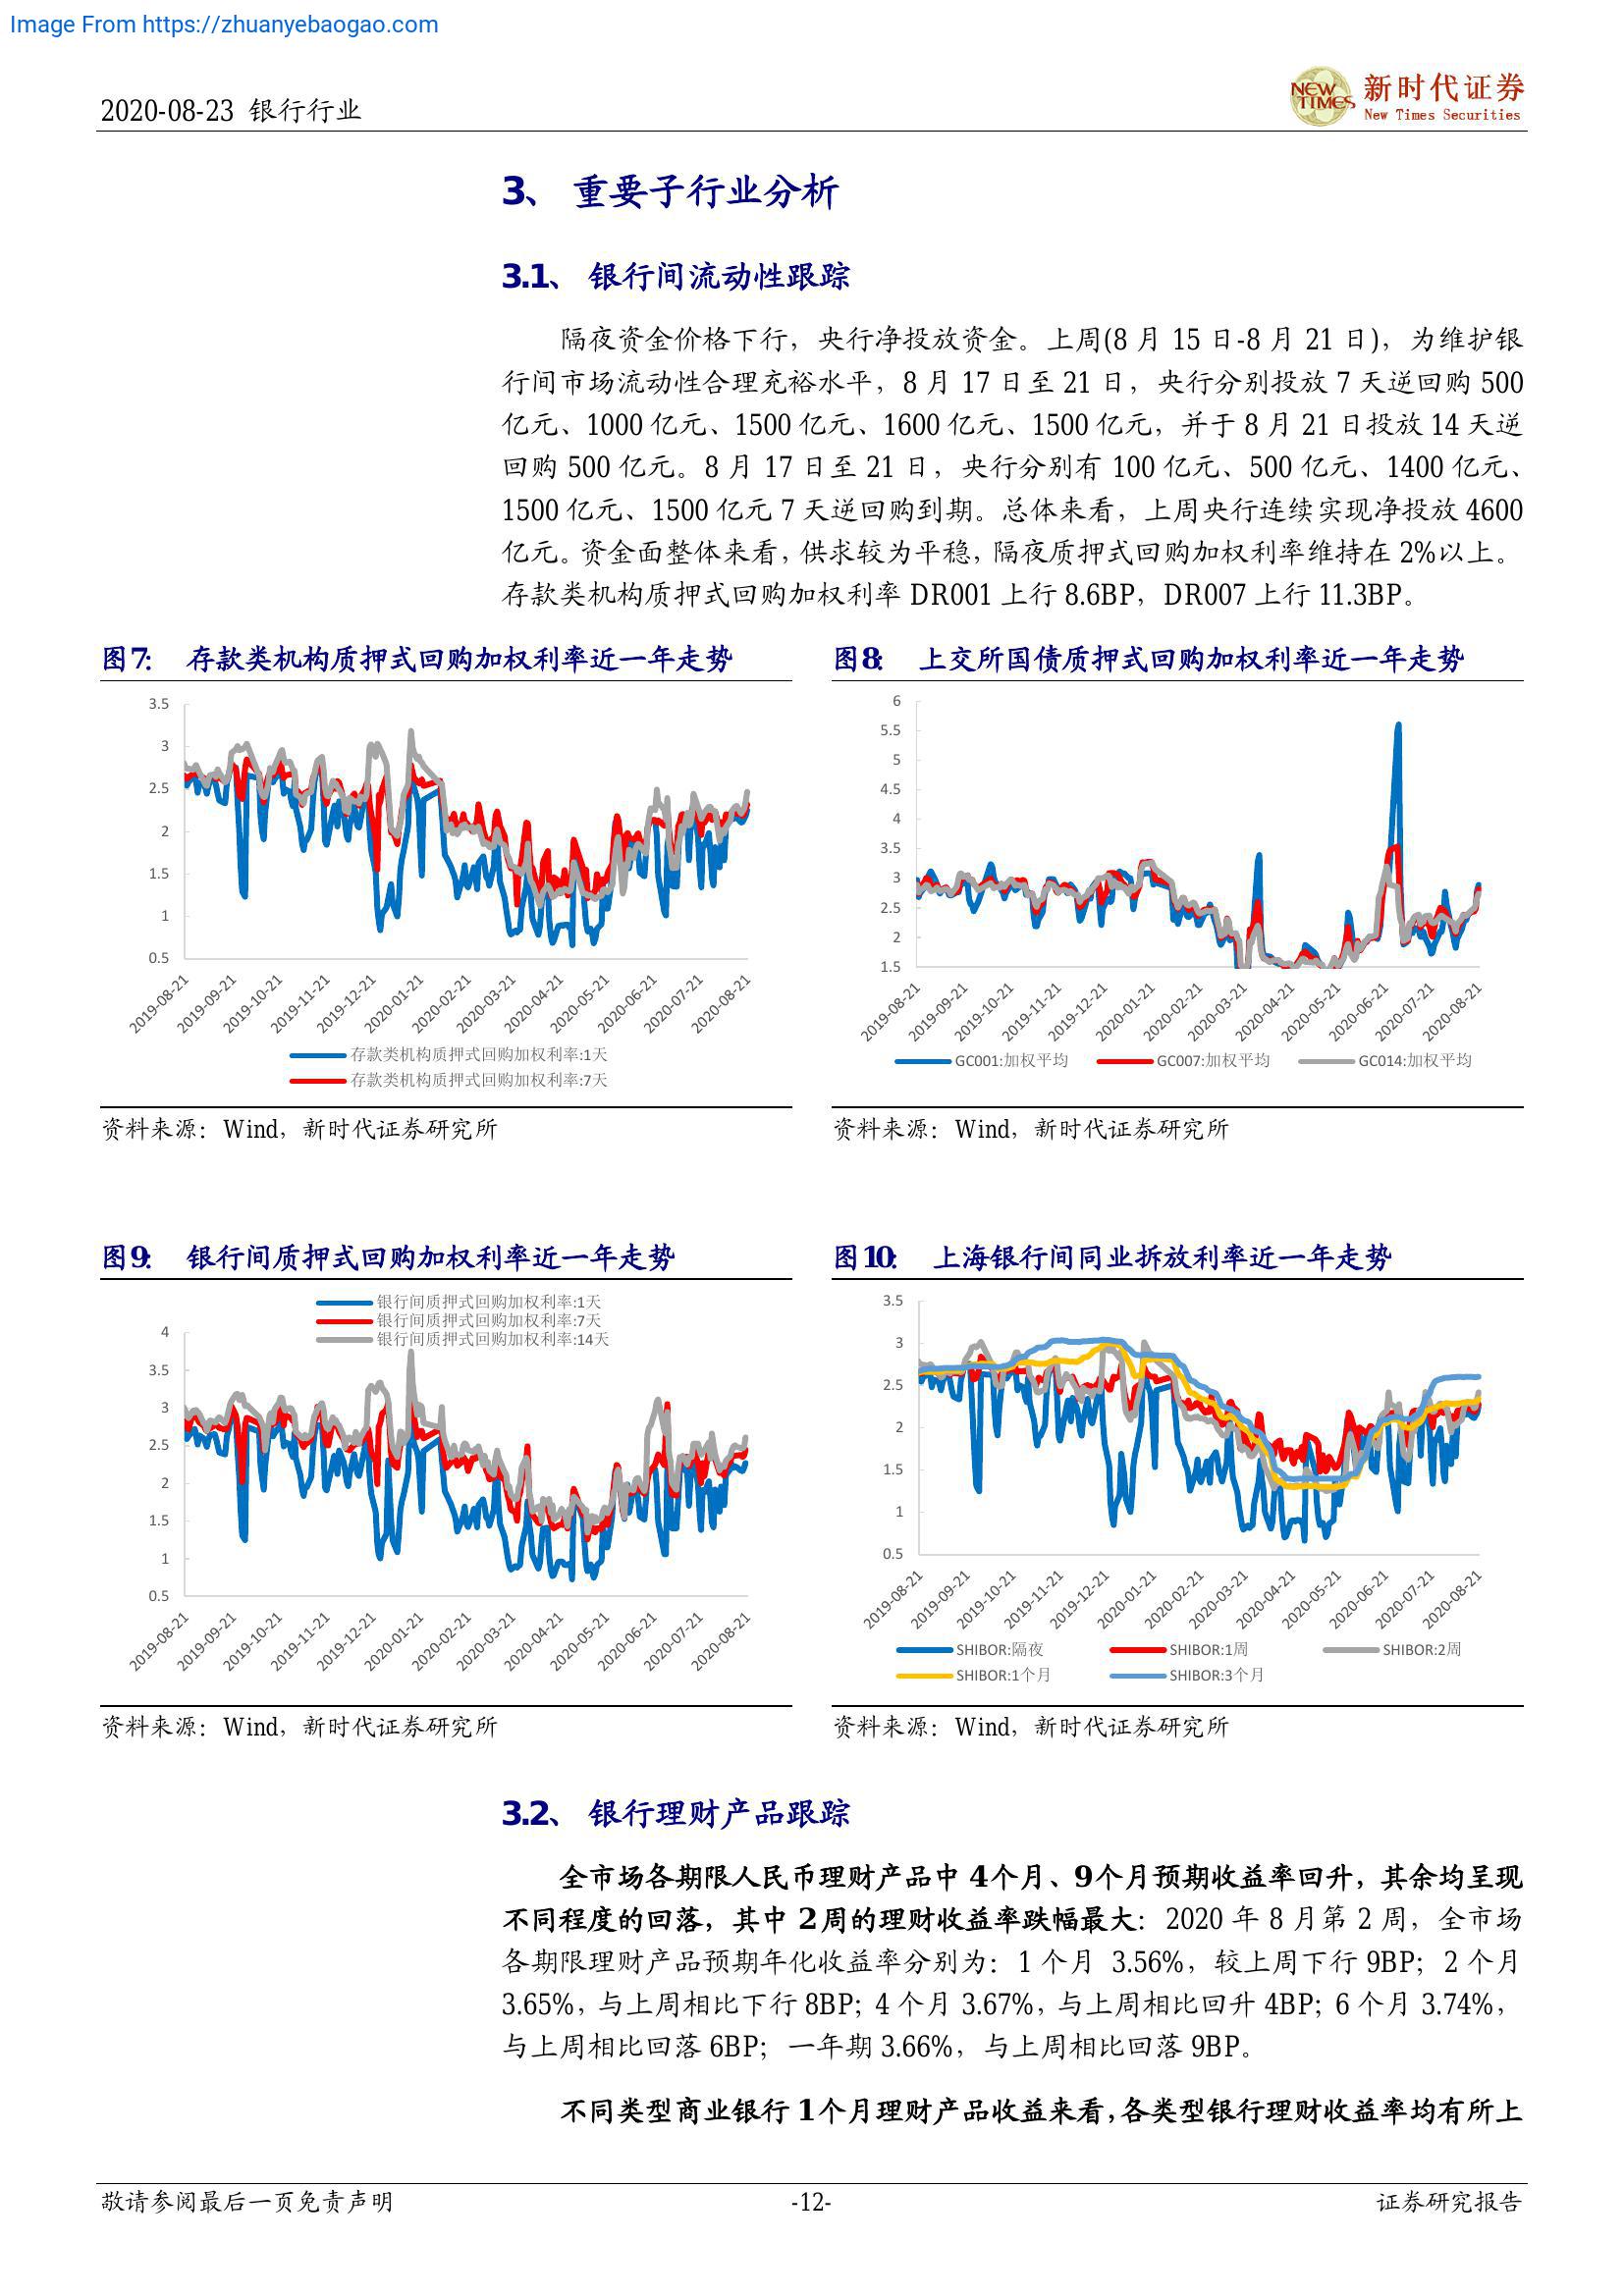 Image From https://zhuanyebaogao.com
2020-08-23 银行行业
NEW TIMES
新时代证券
New Times Securities
3、 重要子行业分析
3.1、 银行间流动性跟踪
隔夜资金价格下行，央行净投放资金。上周(8 月 15 日-8 月 21 日)，为维护银
行间市场流动性合理充裕水平，8 月 17 日至 21 日，央行分别投放 7 天逆回购 500
亿元、1000 亿元、1500 亿元、1600 亿元、1500 亿元，并于 8 月 21 日投放 14 天逆
回购 500 亿元。8 月 17 日至 21 日，央行分别有 100 亿元、500 亿元、1400 亿元、
1500 亿元、1500 亿元 7 天逆回购到期。总体来看，上周央行连续实现净投放 4600
亿元。资金面整体来看，供求较为平稳，隔夜质押式回购加权利率维持在 2%以上。
存款类机构质押式回购加权利率 DR001 上行 8.6BP，DR007 上行 11.3BP。
图7： 存款类机构质押式回购加权利率近一年走势
3.5
3
2.5
2
1.5
1
0.5
2019-08-21
2019-09-21
2019-10-21
2019-11-21
2019-12-21
2020-01-21
2020-02-21
2020-03-21
2020-04-21
2020-05-21
2020-06-21
2020-07-21
2020-08-21
存款类机构质押式回购加权利率:1天
存款类机构质押式回购加权利率:7天
资料来源：Wind，新时代证券研究所
图8： 上交所国债质押式回购加权利率近一年走势
6
5.5
5
4.5
4
3.5
3
2.5
2
1.5
2019-08-21
2019-09-21
2019-10-21
2019-11-21
2019-12-21
2020-01-21
2020-02-21
2020-03-21
2020-04-21
2020-05-21
2020-06-21
2020-07-21
2020-08-21
GC001:加权平均 GC007:加权平均 GC014:加权平均
资料来源：Wind，新时代证券研究所
图9： 银行间质押式回购加权利率近一年走势
银行间质押式回购加权利率:1天
银行间质押式回购加权利率:7天
银行间质押式回购加权利率:14天
4
3.5
3
2.5
2
1.5
1
0.5
2019-08-21
2019-09-21
2019-10-21
2019-11-21
2019-12-21
2020-01-21
2020-02-21
2020-03-21
2020-04-21
2020-05-21
2020-06-21
2020-07-21
2020-08-21
资料来源：Wind，新时代证券研究所
图10： 上海银行间同业拆放利率近一年走势
3.5
3
2.5
2
1.5
1
0.5
2019-08-21
2019-09-21
2019-10-21
2019-11-21
2019-12-21
2020-01-21
2020-02-21
2020-03-21
2020-04-21
2020-05-21
2020-06-21
2020-07-21
2020-08-21
SHIBOR:隔夜 SHIBOR:1周 SHIBOR:2周
SHIBOR:1个月 SHIBOR:3个月
资料来源：Wind，新时代证券研究所
3.2、 银行理财产品跟踪
全市场各期限人民币理财产品中 4个月、9个月预期收益率回升，其余均呈现
不同程度的回落，其中 2周的理财收益率跌幅最大：2020 年 8 月第 2 周，全市场
各期限理财产品预期年化收益率分别为：1 个月 3.56%，较上周下行 9BP；2 个月
3.65%，与上周相比下行 8BP；4 个月 3.67%，与上周相比回升 4BP；6 个月 3.74%，
与上周相比回落 6BP；一年期 3.66%，与上周相比回落 9BP。
不同类型商业银行 1个月理财产品收益来看，各类型银行理财收益率均有所上
敬请参阅最后一页免责声明 -12- 证券研究报告